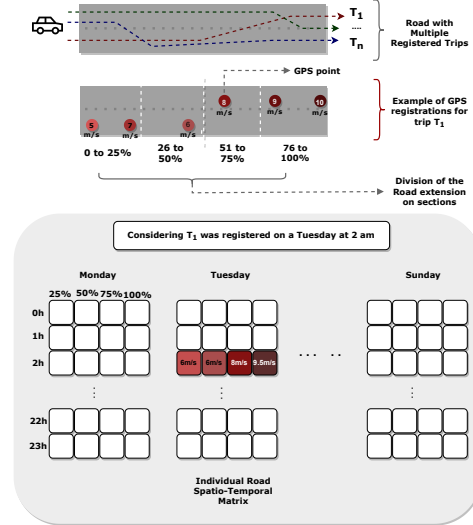 T1
....
Tn
Road with
Multiple
Registered Trips
GPS point
5
m/s
7
m/s
6
m/s
8
m/s
9
m/s
10
m/s
Example of GPS
registrations for
trip T1
0 to 25%
26 to
50%
51 to
75%
76 to
100%
Division of the
Road extension
on sections
Considering T1 was registered on a Tuesday at 2 am
Monday
Tuesday
Sunday
25% 50% 75% 100%
0h
1h
2h
6m/s 6m/s 8m/s 9.5m/s
... ..
22h
23h
Individual Road
Spatio-Temporal
Matrix